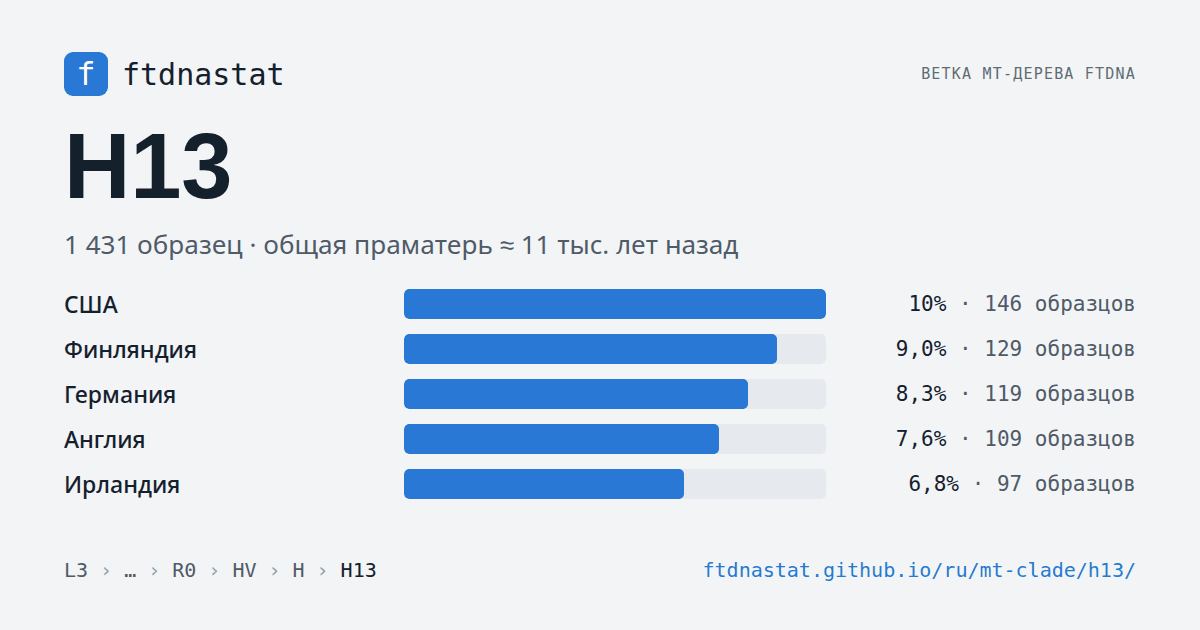 f ftdnastat
ВЕТКА МТ-ДЕРЕВА FTDNA
H13
1 431 образец · общая праматерь ≈ 11 тыс. лет назад
США 10% · 146 образцов
Финляндия 9,0% · 129 образцов
Германия 8,3% · 119 образцов
Англия 7,6% · 109 образцов
Ирландия 6,8% · 97 образцов
L3 › … › R0 › HV › H › H13
ftdnastat.github.io/ru/mt-clade/h13/